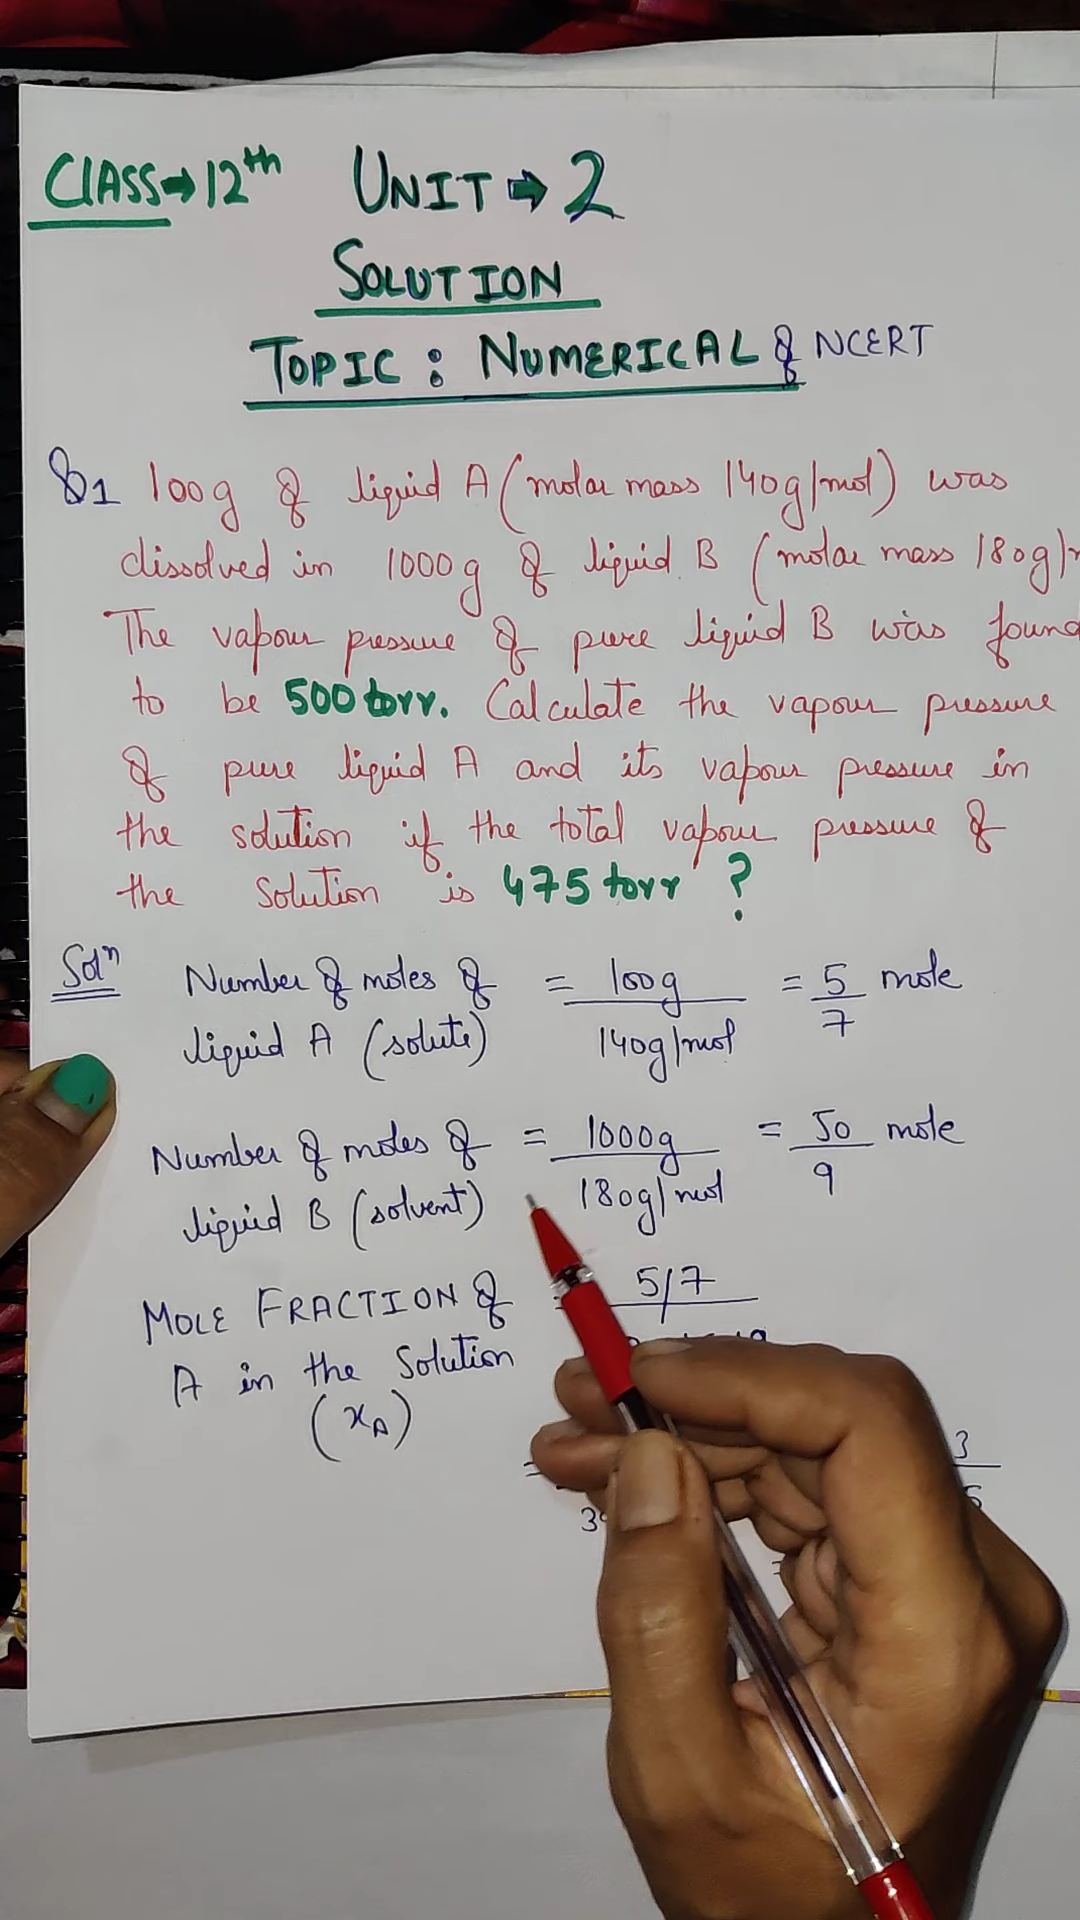 CLASS→12th UNIT→2
SOLUTION
TOPIC: NUMERICAL of NCERT
Q1 100g of liquid A (molar mass 140g/mol) was
dissolved in 1000g of liquid B (molar mass 180g/m
The vapour pressure of pure liquid B was found
to be 500 torr. Calculate the vapour pressure
of pure liquid A and its vapour pressure in
the solution if the total vapour pressure of
the solution is 475 torr ?
Solⁿ Number of moles of = 100g = 5 mole
liquid A (solute) 140g/mol 7
Number of moles of = 1000g = 50 mole
liquid B (solvent) 180g/mol 9
MOLE FRACTION of = 5/7
A in the Solution
(xA)
3